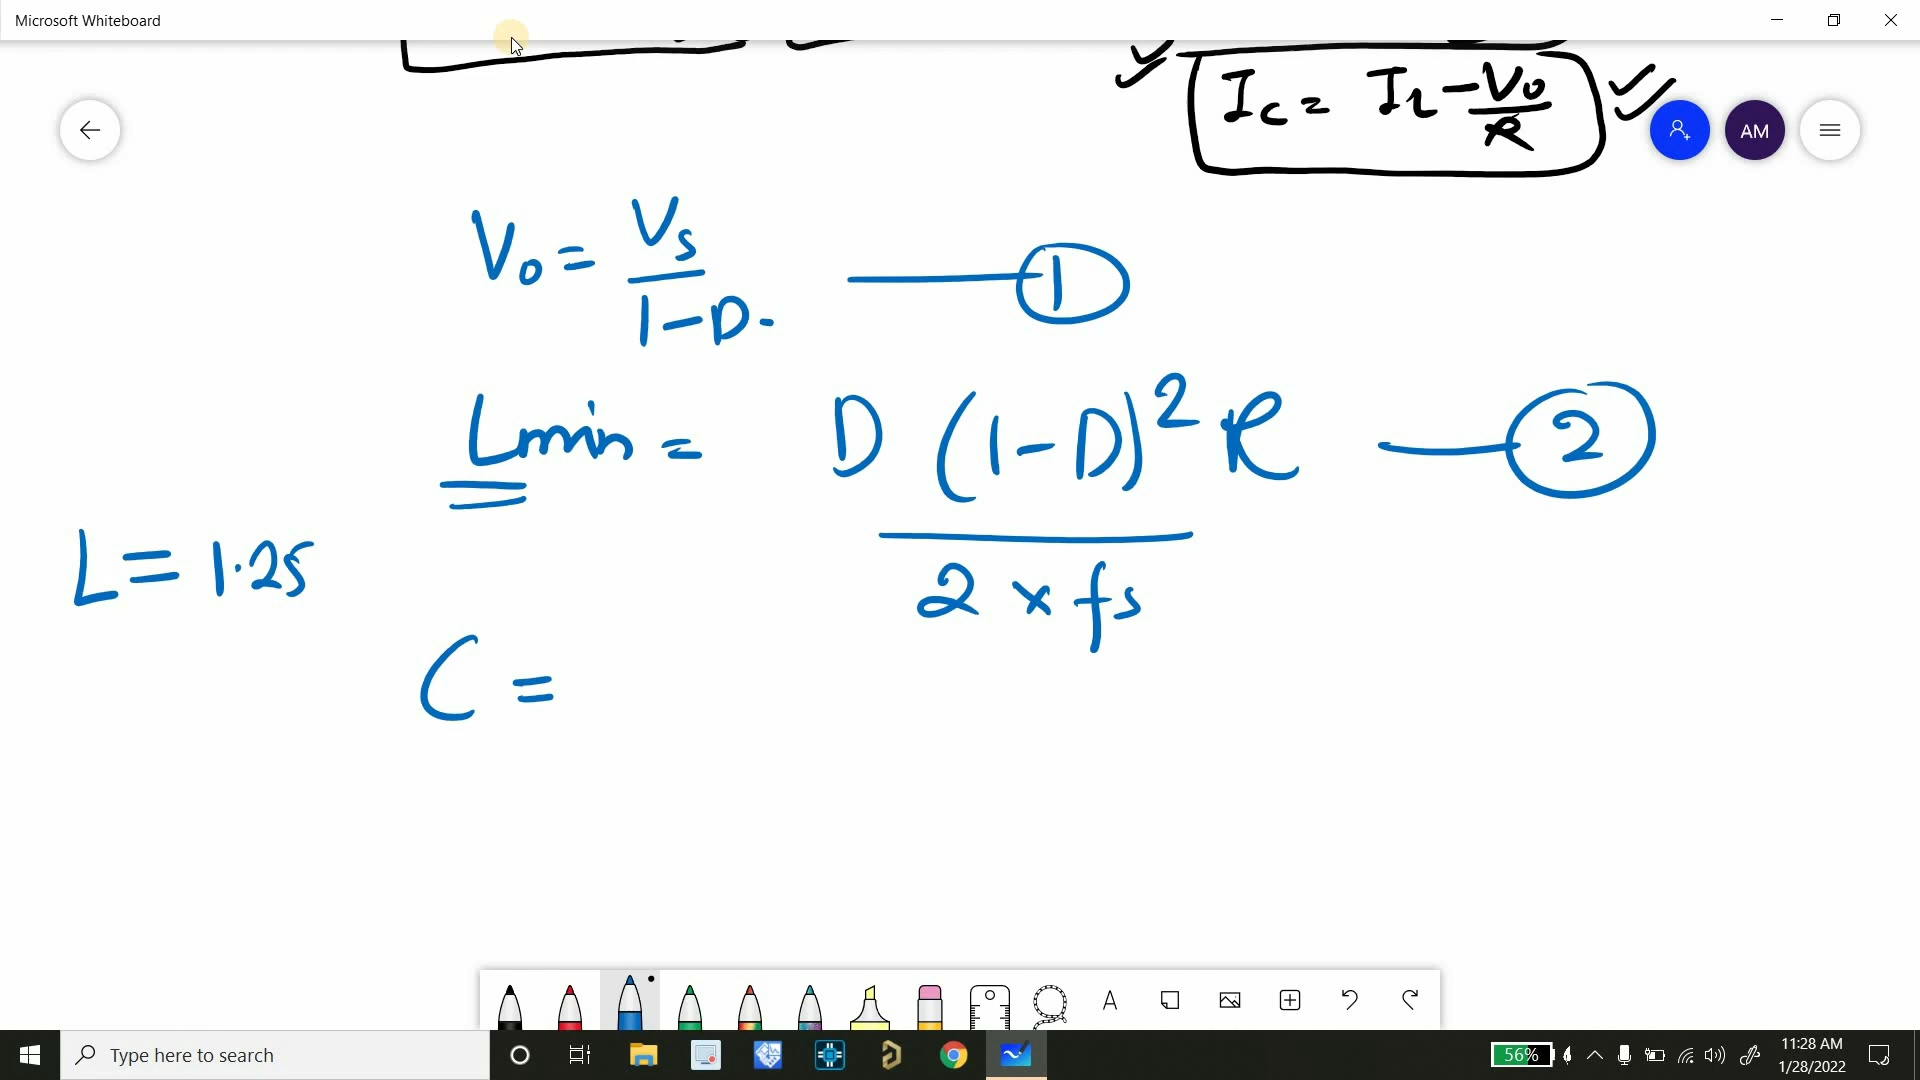 Microsoft Whiteboard
Ic = IL - Vo/R
AM
Vo = Vs/1-D. — 1
Lmin = D (1-D)² R / 2 x fs — 2
L = 1.25
C =
Type here to search
56%
11:28 AM
1/28/2022